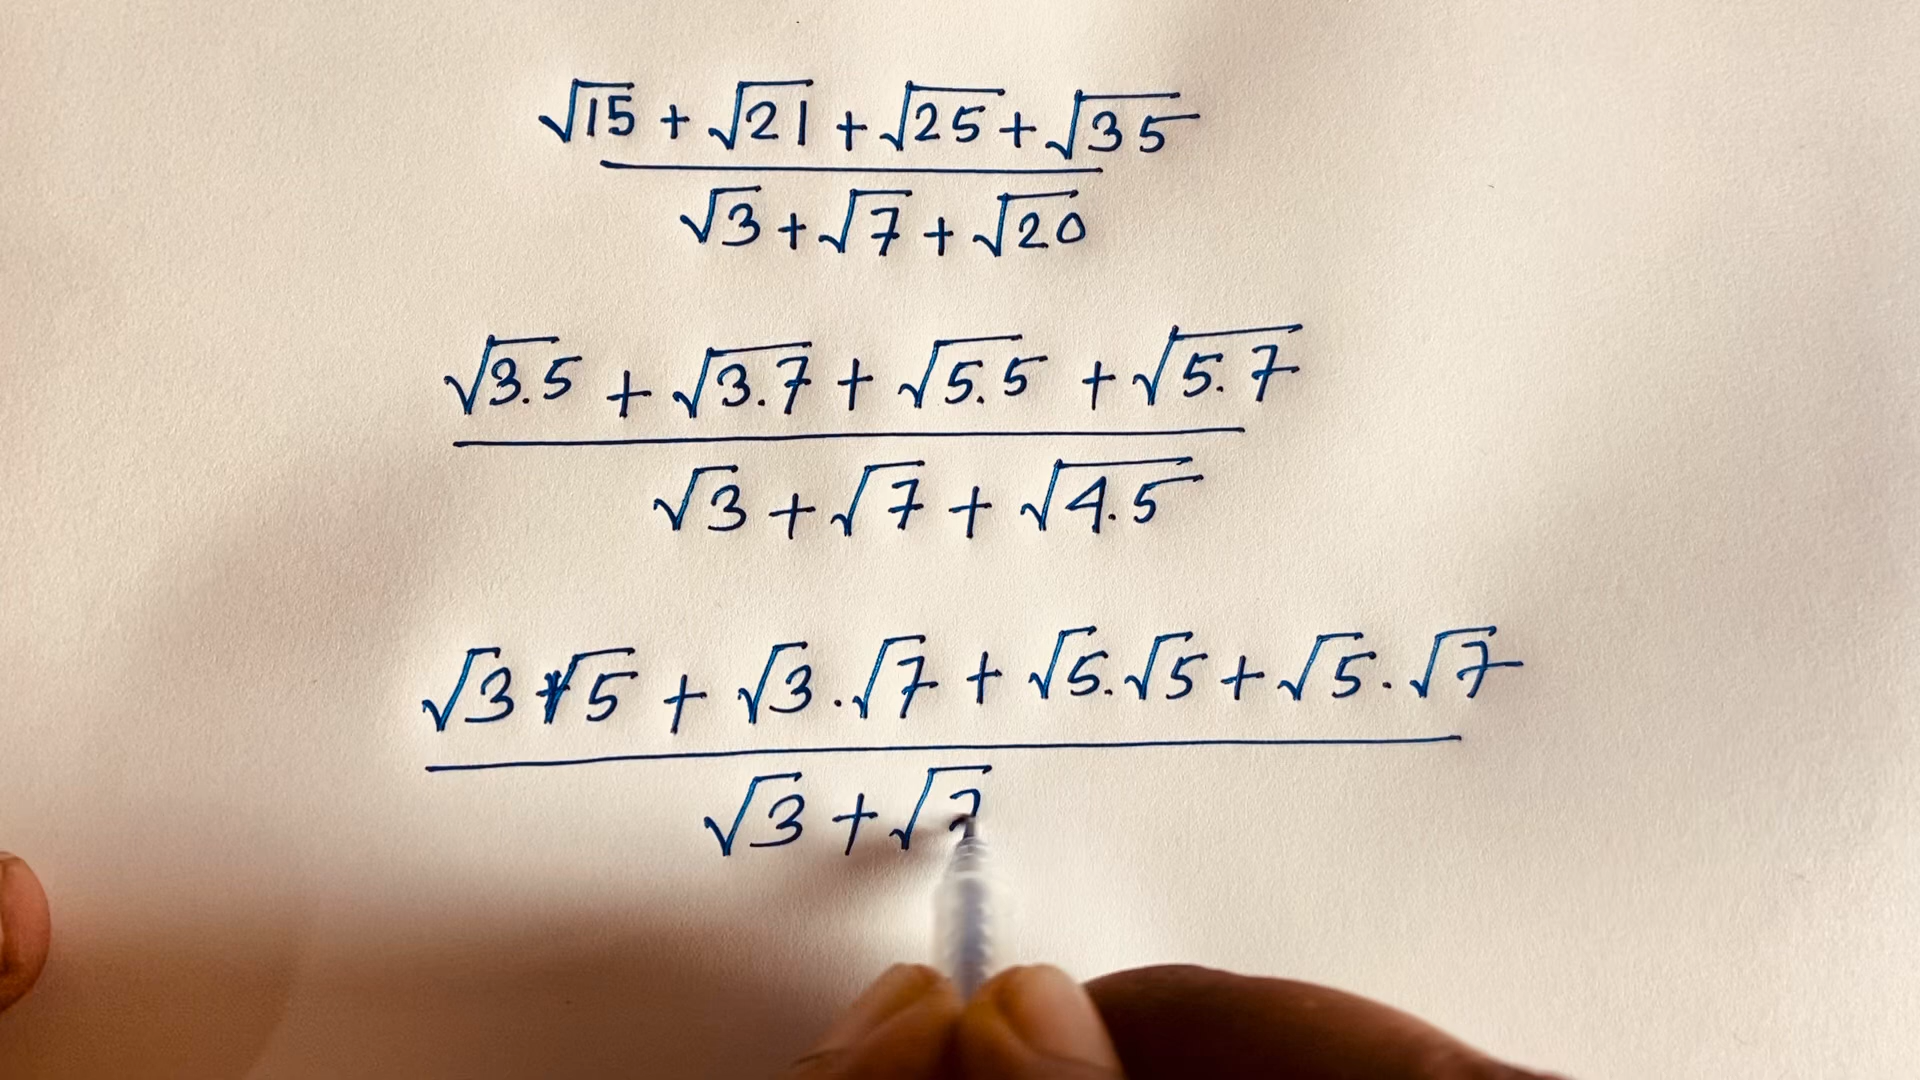 √15 + √21 + √25 + √35
√3 + √7 + √20
√3.5 + √3.7 + √5.5 + √5.7
√3 + √7 + √4.5
√3 √5 + √3.√7 + √5.√5 + √5.√7
√3 + √7